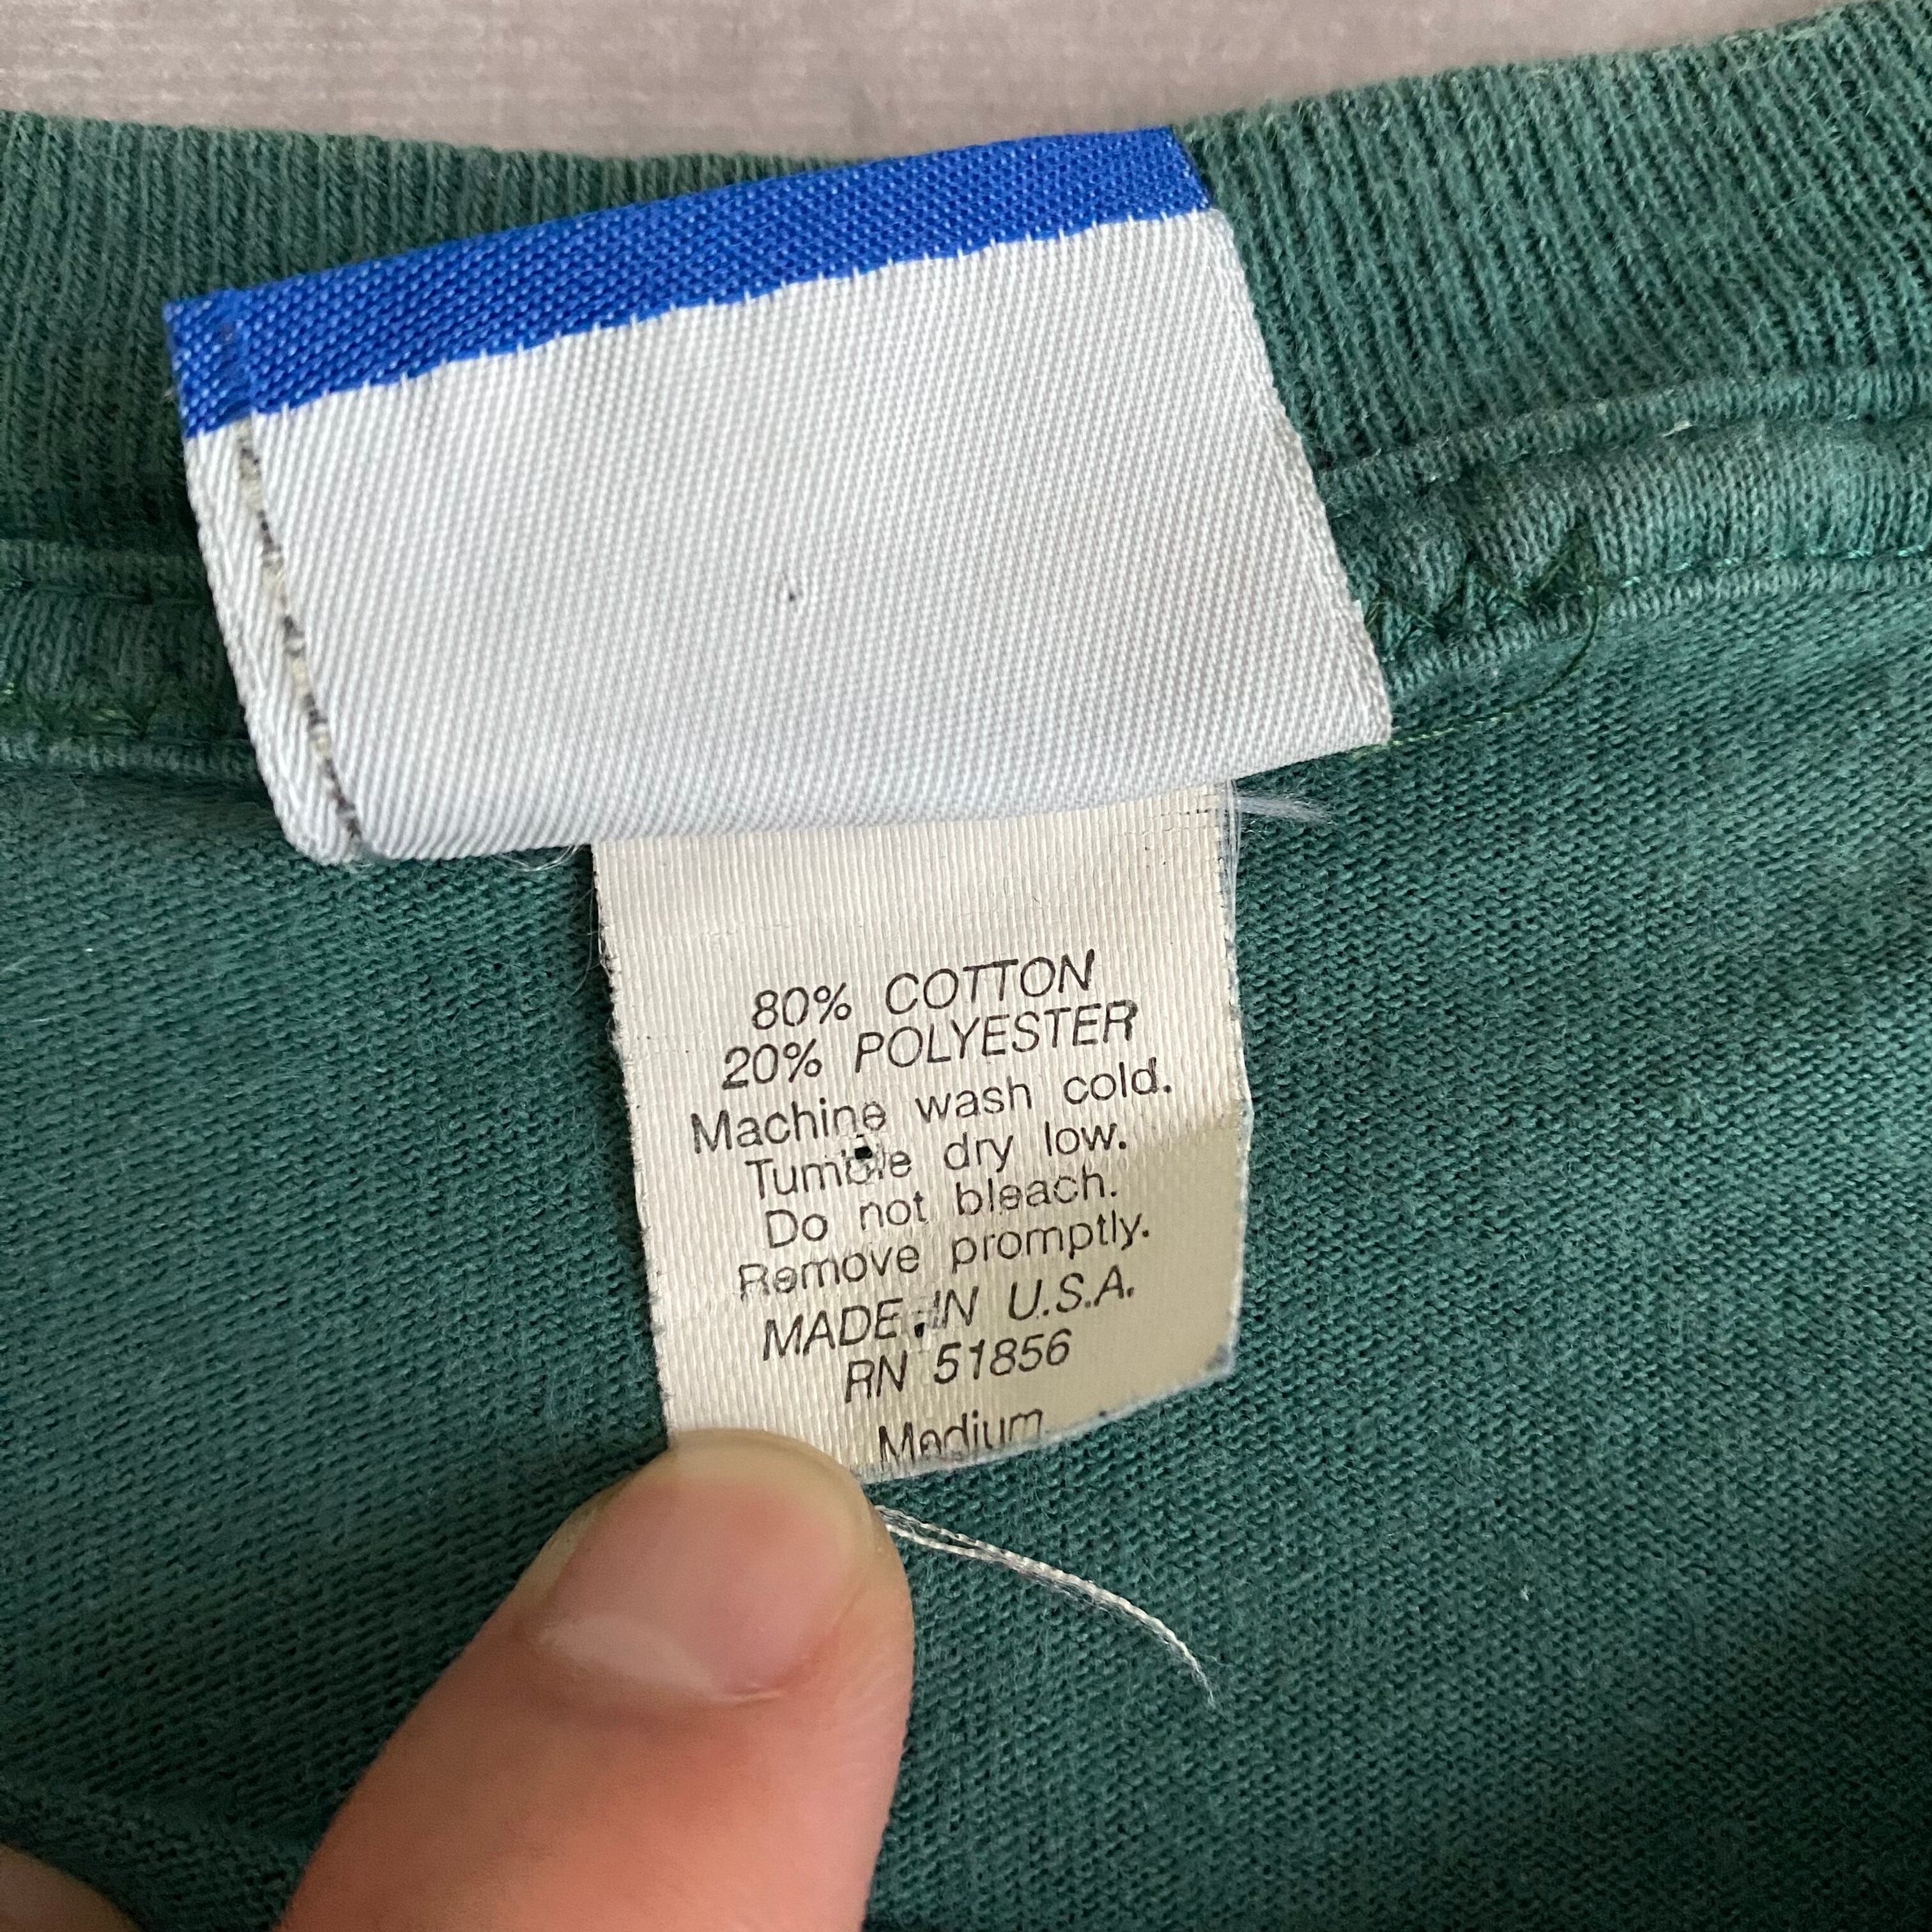 80% COTTON
20% POLYESTER
Machine wash cold.
Tumble dry low.
Do not bleach.
Remove promptly.
MADE IN U.S.A.
RN 51856
Medium